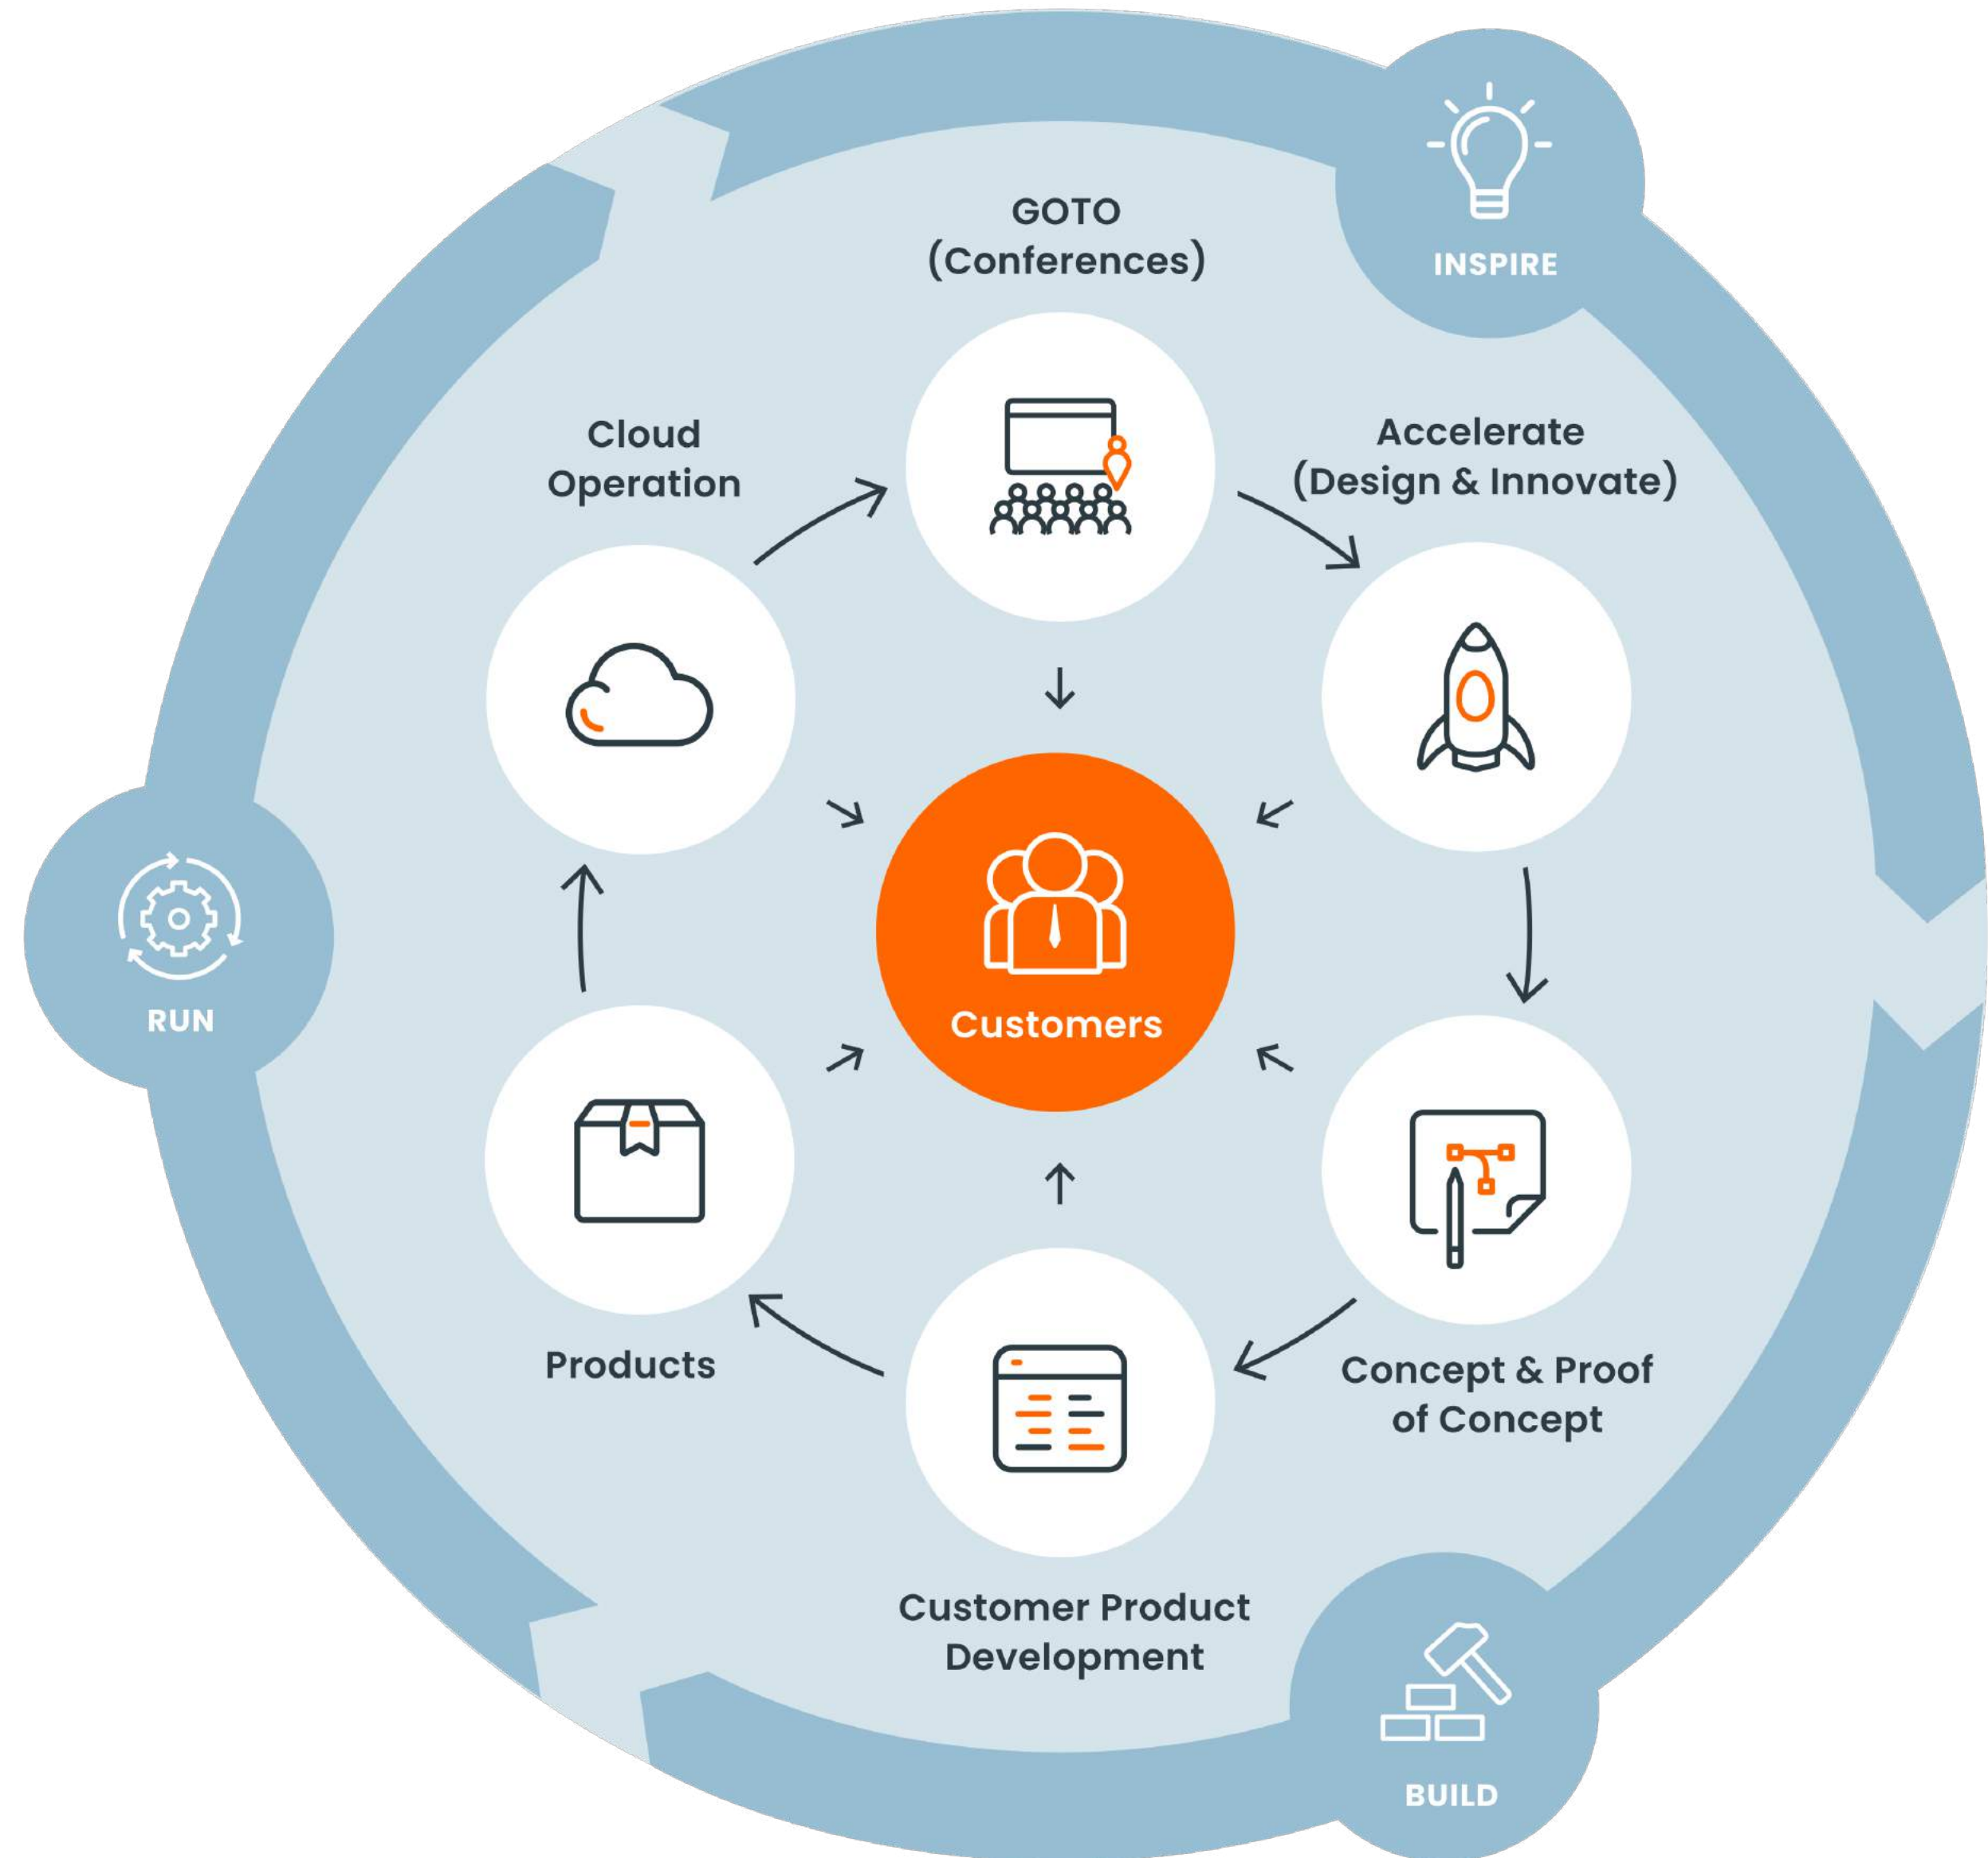 GOTO
(Conferences)
INSPIRE
Cloud
Operation
Accelerate
(Design & Innovate)
Customers
RUN
Products
Concept & Proof
of Concept
Customer Product
Development
BUILD